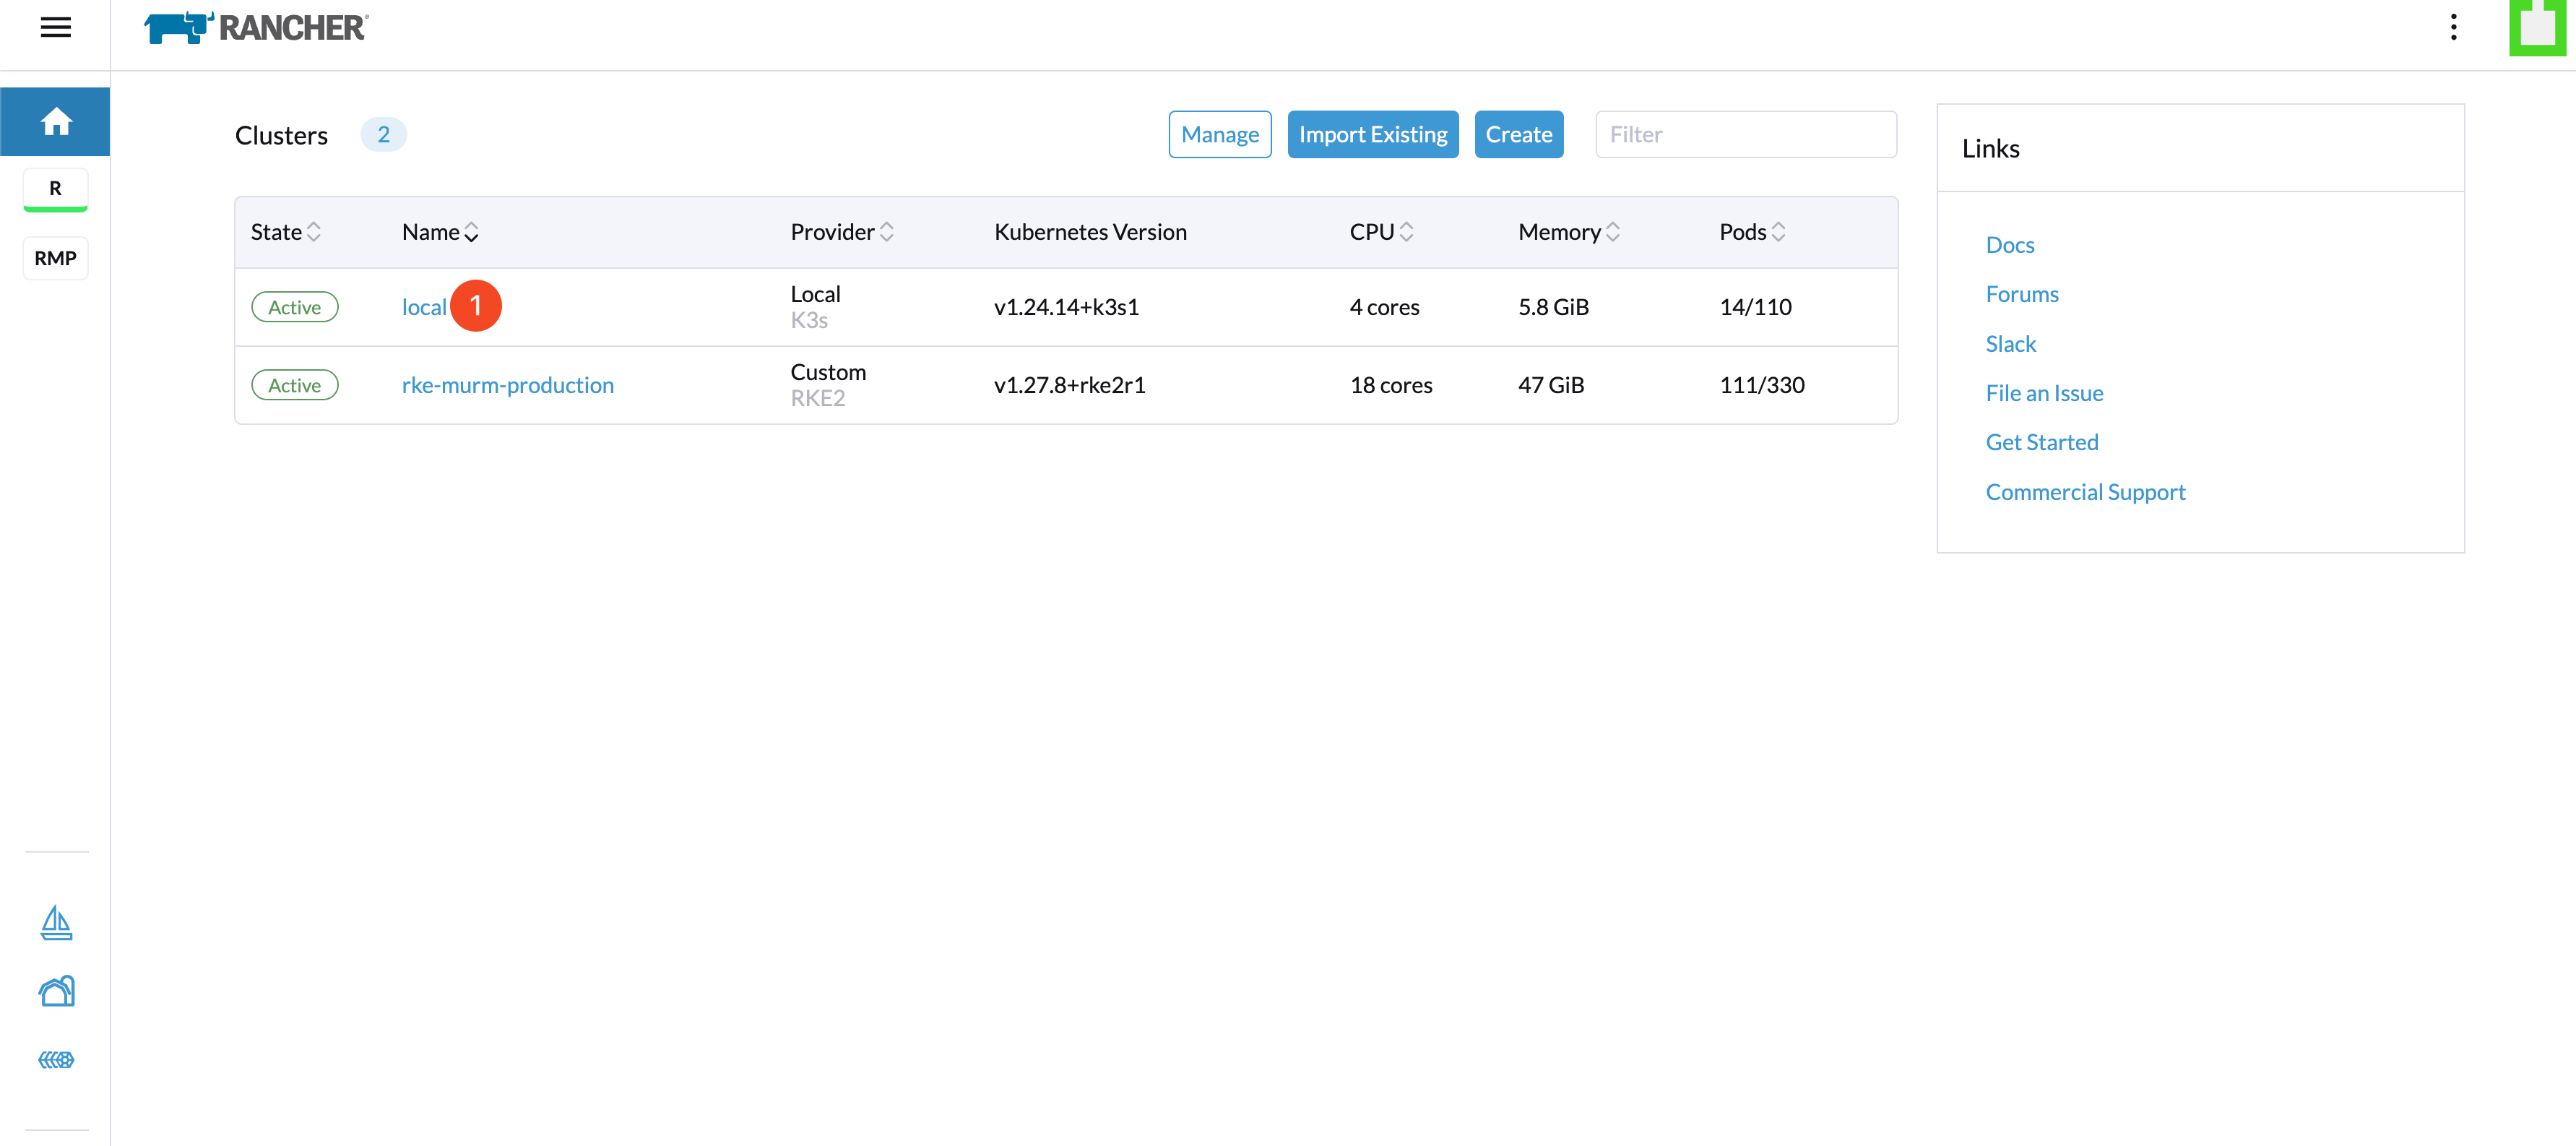 RANCHER®
R
RMP
Clusters 2
Manage Import Existing Create Filter
State Name Provider Kubernetes Version CPU Memory Pods
Active local 1 Local K3s v1.24.14+k3s1 4 cores 5.8 GiB 14/110
Active rke-murm-production Custom RKE2 v1.27.8+rke2r1 18 cores 47 GiB 111/330
Links
Docs
Forums
Slack
File an Issue
Get Started
Commercial Support